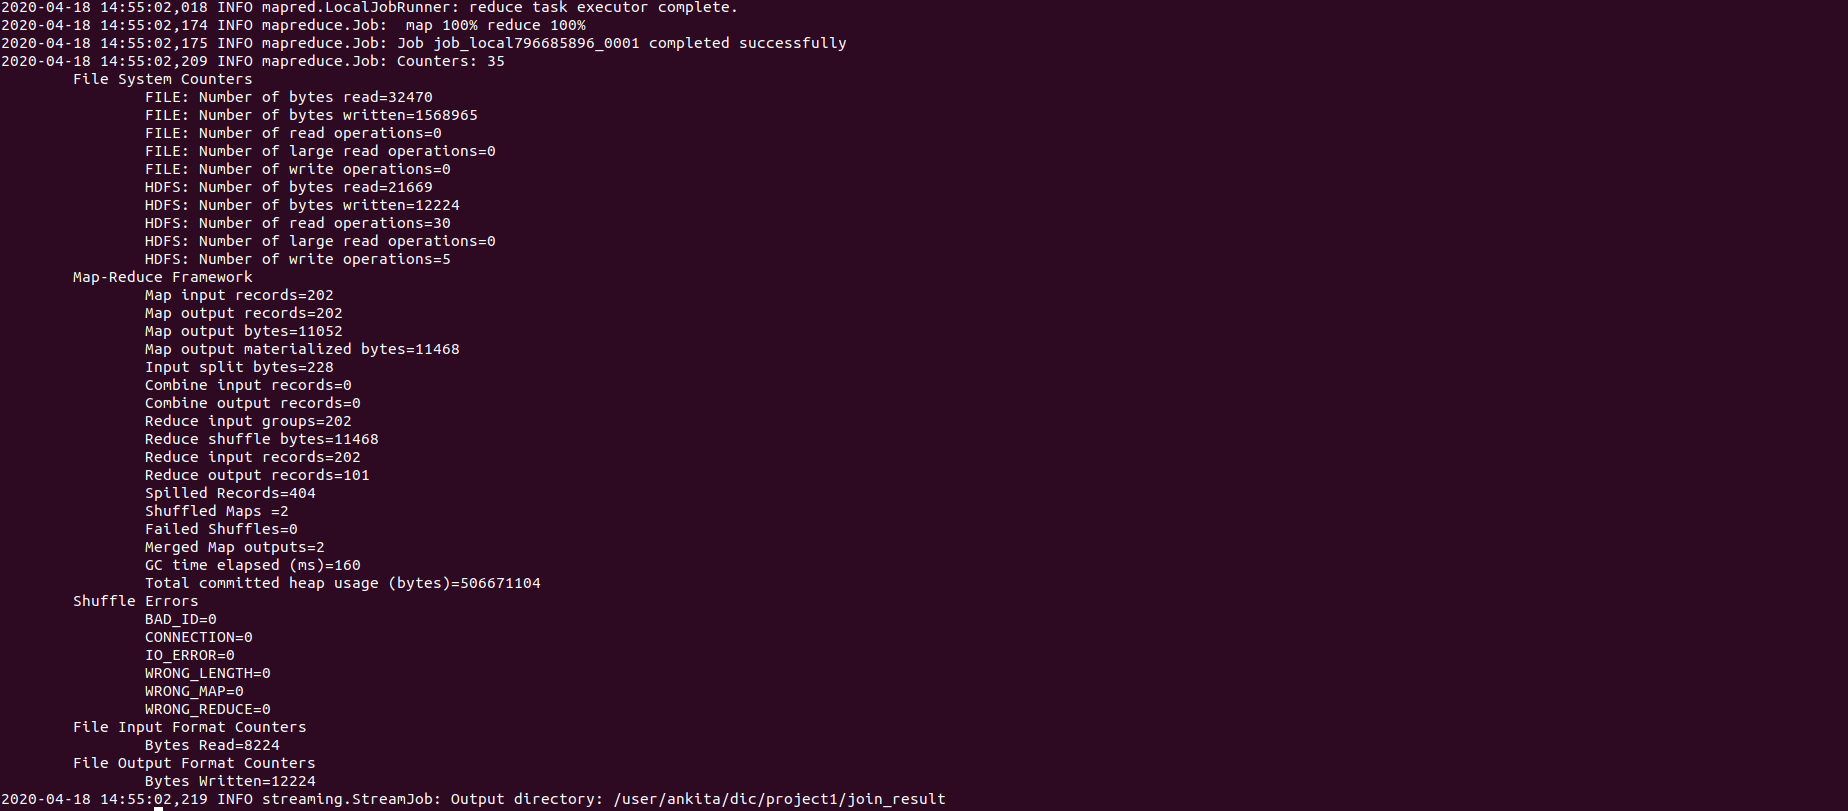 2020-04-18 14:55:02,018 INFO mapred.LocalJobRunner: reduce task executor complete.
2020-04-18 14:55:02,174 INFO mapreduce.Job:  map 100% reduce 100%
2020-04-18 14:55:02,175 INFO mapreduce.Job: Job job_local796685896_0001 completed successfully
2020-04-18 14:55:02,209 INFO mapreduce.Job: Counters: 35
File System Counters
FILE: Number of bytes read=32470
FILE: Number of bytes written=1568965
FILE: Number of read operations=0
FILE: Number of large read operations=0
FILE: Number of write operations=0
HDFS: Number of bytes read=21669
HDFS: Number of bytes written=12224
HDFS: Number of read operations=30
HDFS: Number of large read operations=0
HDFS: Number of write operations=5
Map-Reduce Framework
Map input records=202
Map output records=202
Map output bytes=11052
Map output materialized bytes=11468
Input split bytes=228
Combine input records=0
Combine output records=0
Reduce input groups=202
Reduce shuffle bytes=11468
Reduce input records=202
Reduce output records=101
Spilled Records=404
Shuffled Maps =2
Failed Shuffles=0
Merged Map outputs=2
GC time elapsed (ms)=160
Total committed heap usage (bytes)=506671104
Shuffle Errors
BAD_ID=0
CONNECTION=0
IO_ERROR=0
WRONG_LENGTH=0
WRONG_MAP=0
WRONG_REDUCE=0
File Input Format Counters
Bytes Read=8224
File Output Format Counters
Bytes Written=12224
2020-04-18 14:55:02,219 INFO streaming.StreamJob: Output directory: /user/ankita/dic/project1/join_result